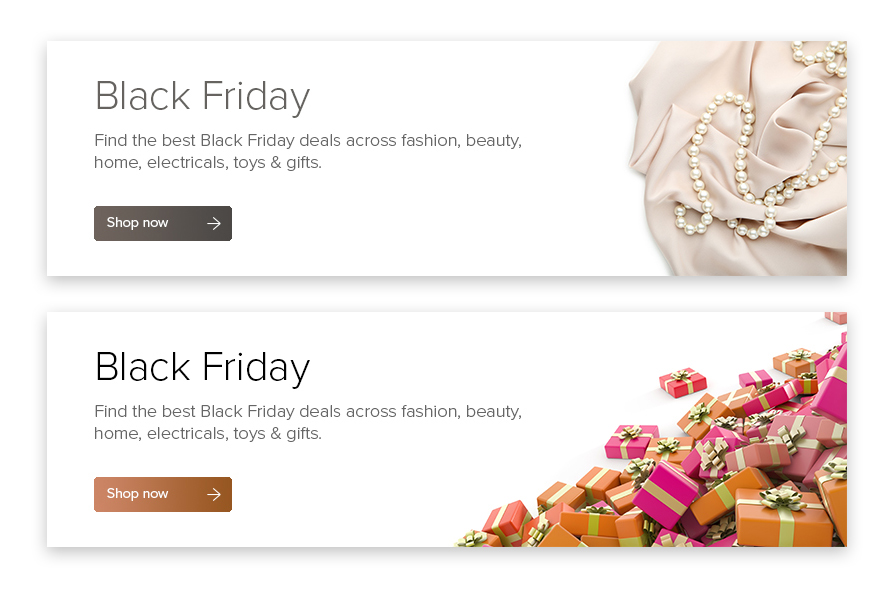 Black Friday
Find the best Black Friday deals across fashion, beauty,
home, electricals, toys & gifts.
Shop now
Black Friday
Find the best Black Friday deals across fashion, beauty,
home, electricals, toys & gifts.
Shop now